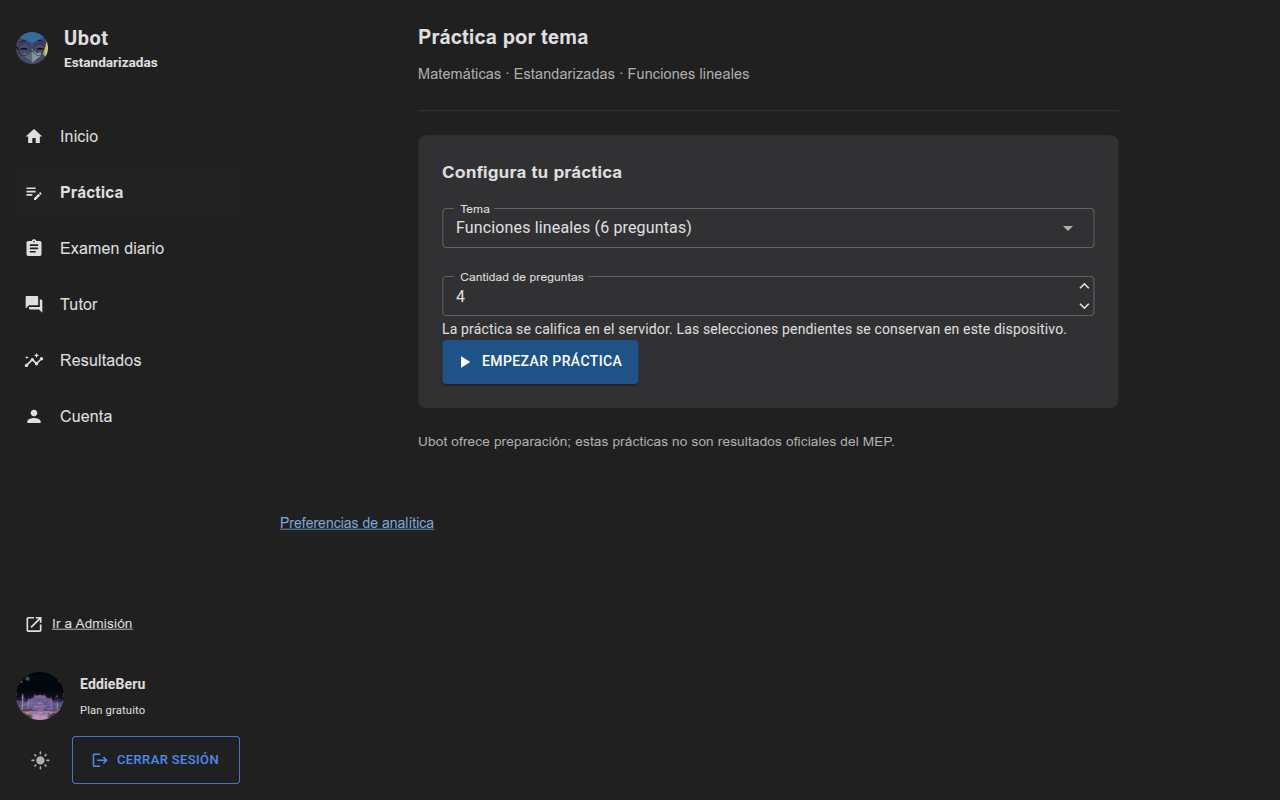 Ubot
Estandarizadas
Inicio
Práctica
Examen diario
Tutor
Resultados
Cuenta
Ir a Admisión
EddieBeru
Plan gratuito
CERRAR SESIÓN
Práctica por tema
Matemáticas · Estandarizadas · Funciones lineales
Configura tu práctica
Tema
Funciones lineales (6 preguntas)
Cantidad de preguntas
4
La práctica se califica en el servidor. Las selecciones pendientes se conservan en este dispositivo.
EMPEZAR PRÁCTICA
Ubot ofrece preparación; estas prácticas no son resultados oficiales del MEP.
Preferencias de analítica